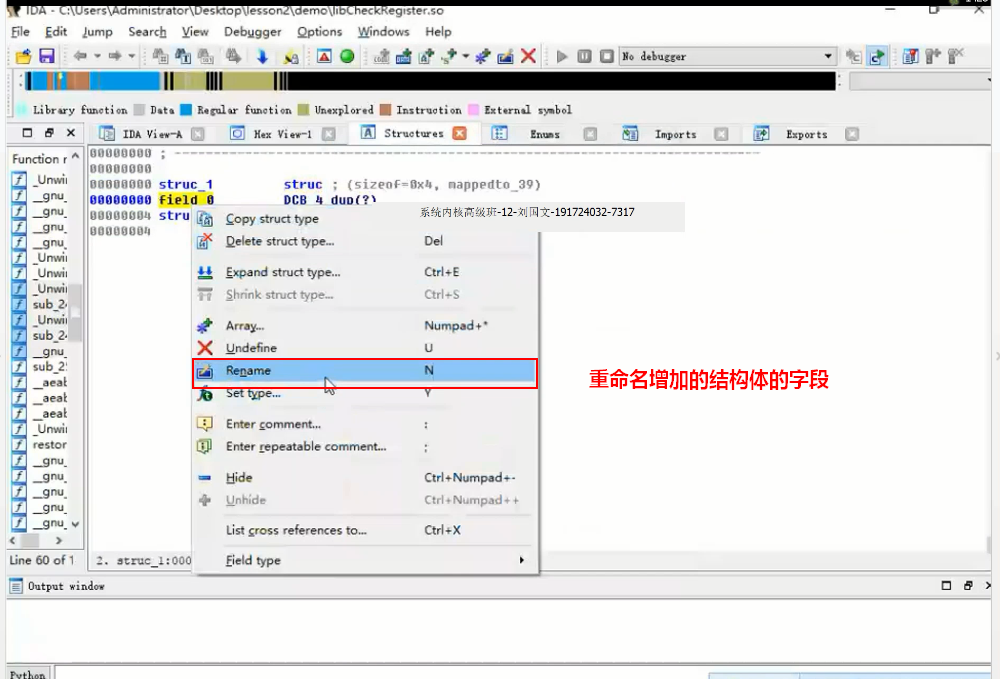 IDA - C:\Users\Administrator\Desktop\lesson2\demo\libCheckRegister.so
File Edit Jump Search View Debugger Options Windows Help
No debugger
Library function Data Regular function Unexplored Instruction External symbol
IDA View-A Hex View-1 Structures Enums Imports Exports
Function r
_Unwi
__gnu_
__gnu_
__gnu_
__gnu_
_Unwi
_Unwi
_Unwi
sub_24
_Unwi
sub_24
__gnu_
sub_25
__aeab
__aeab
__aeab
_Unwi
restor
__gnu_
__gnu_
__gnu_
__gnu_
__gnu_
Line 60 of 1
00000000 ; ---------------------------------------------------------------------------
00000000
00000000 struc_1 struc ; (sizeof=0x4, mappedto_39)
00000000 field_0 DCB 4 dup(?)
00000004 stru
00000004
系统内核高级班-12-刘国文-191724032-7317
Copy struct type
Delete struct type... Del
Expand struct type... Ctrl+E
Shrink struct type... Ctrl+S
Array... Numpad+*
Undefine U
Rename N
Set type... Y
Enter comment... :
Enter repeatable comment... ;
Hide Ctrl+Numpad+-
Unhide Ctrl+Numpad++
List cross references to... Ctrl+X
Field type
重命名增加的结构体的字段
2. struc_1:000
Output window
Python